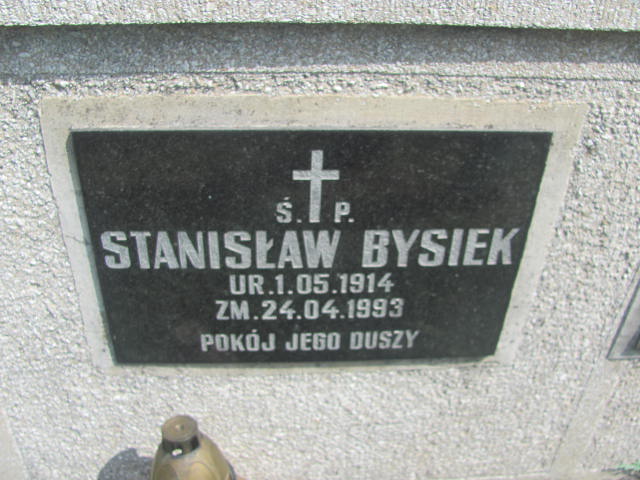 Ś. P.
STANISŁAW BYSIEK
UR.1.05.1914
ZM.24.04.1993
POKÓJ JEGO DUSZY